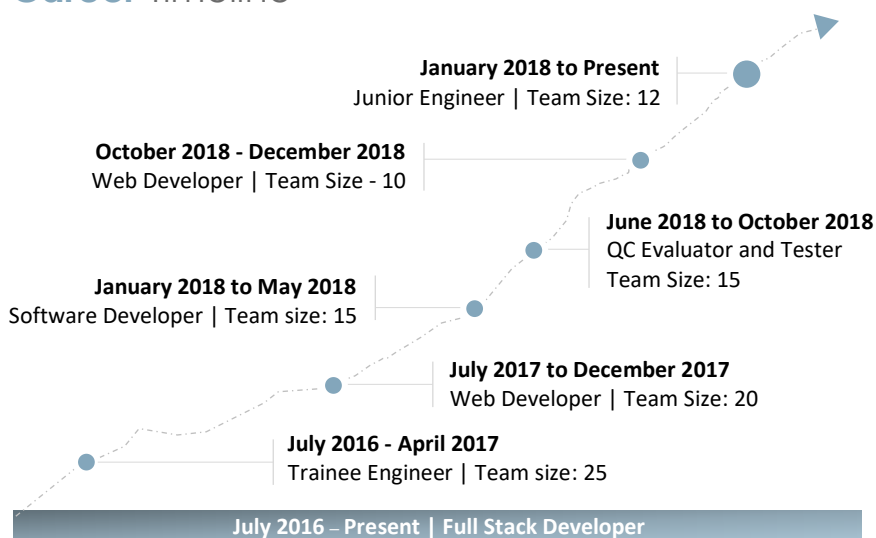 January 2018 to Present
Junior Engineer | Team Size: 12
October 2018 - December 2018
Web Developer | Team Size - 10
June 2018 to October 2018
QC Evaluator and Tester
Team Size: 15
January 2018 to May 2018
Software Developer | Team size: 15
July 2017 to December 2017
Web Developer | Team Size: 20
July 2016 - April 2017
Trainee Engineer | Team size: 25
July 2016 – Present | Full Stack Developer